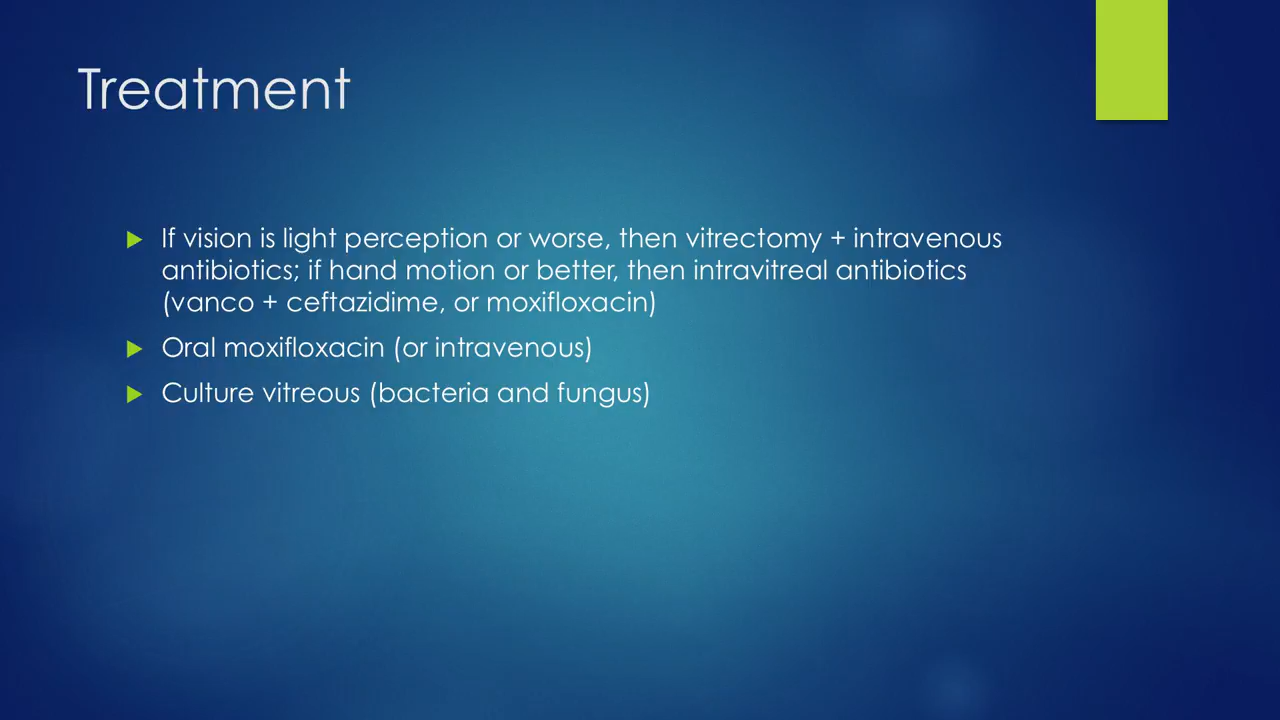 Treatment
If vision is light perception or worse, then vitrectomy + intravenous
antibiotics; if hand motion or better, then intravitreal antibiotics
(vanco + ceftazidime, or moxifloxacin)
Oral moxifloxacin (or intravenous)
Culture vitreous (bacteria and fungus)